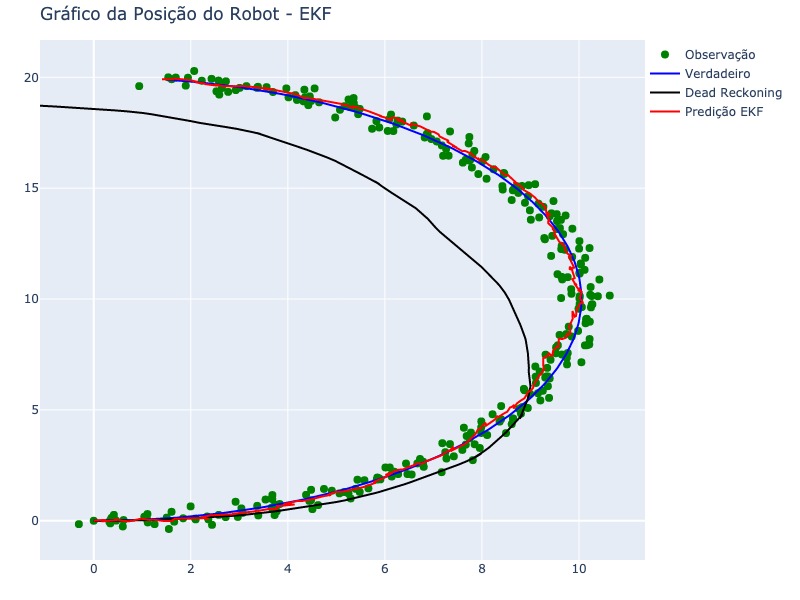 Gráfico da Posição do Robot - EKF
Observação
Verdadeiro
Dead Reckoning
Predição EKF
20
15
10
5
0
0 2 4 6 8 10